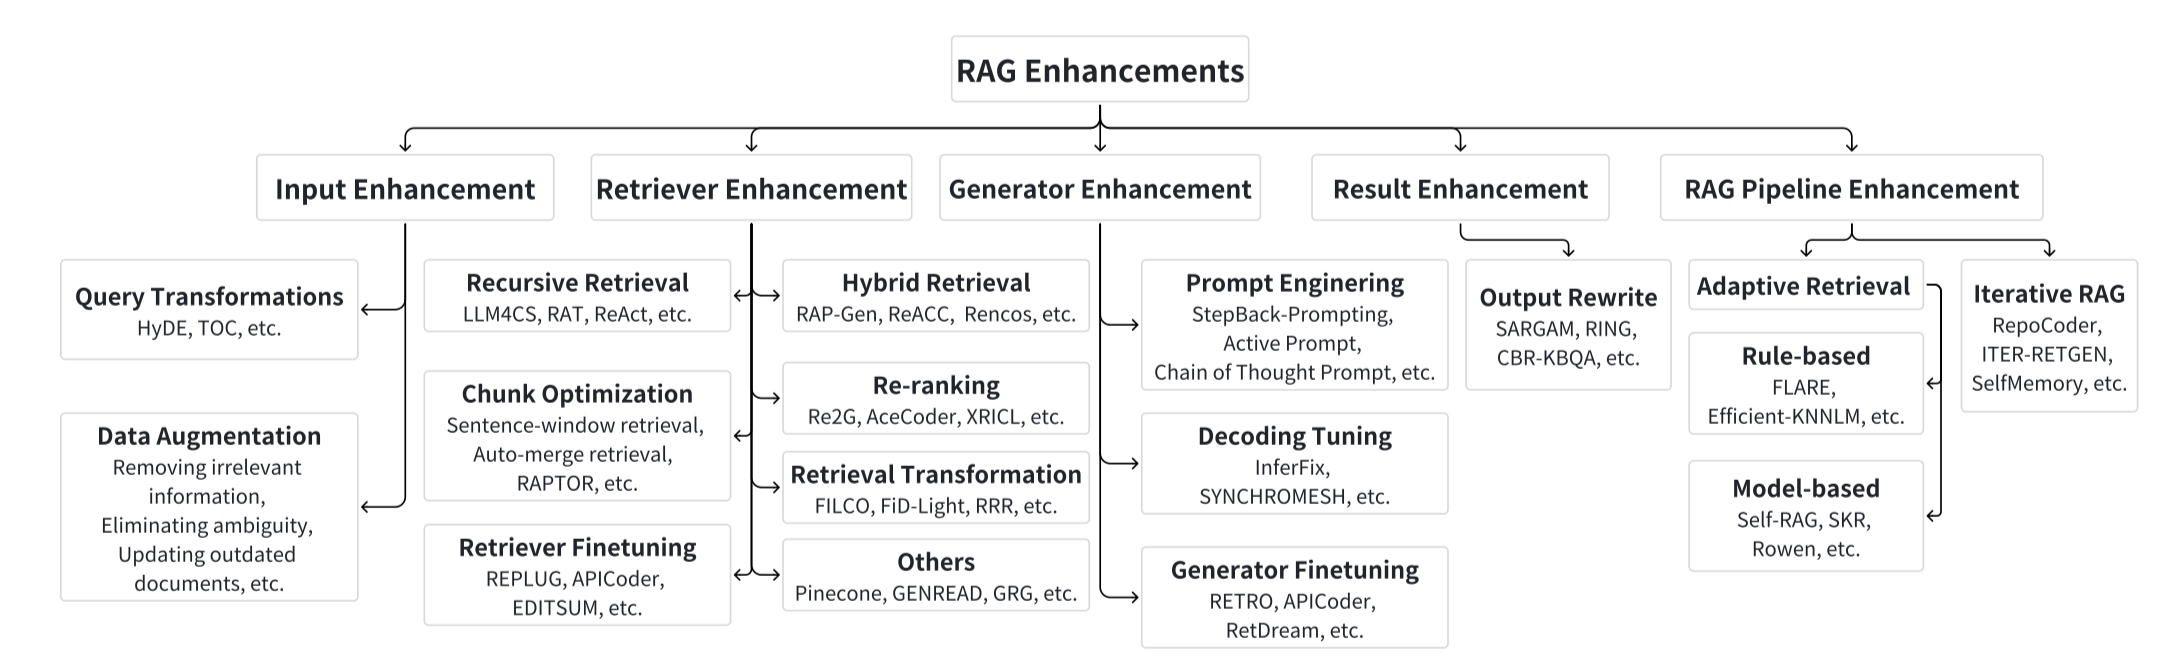 RAG Enhancements
Input Enhancement
Retriever Enhancement
Generator Enhancement
Result Enhancement
RAG Pipeline Enhancement
Query Transformations
HyDE, TOC, etc.
Data Augmentation
Removing irrelevant
information,
Eliminating ambiguity,
Updating outdated
documents, etc.
Recursive Retrieval
LLM4CS, RAT, ReAct, etc.
Chunk Optimization
Sentence-window retrieval,
Auto-merge retrieval,
RAPTOR, etc.
Retriever Finetuning
REPLUG, APICoder,
EDITSUM, etc.
Hybrid Retrieval
RAP-Gen, ReACC, Rencos, etc.
Re-ranking
Re2G, AceCoder, XRICL, etc.
Retrieval Transformation
FILCO, FiD-Light, RRR, etc.
Others
Pinecone, GENREAD, GRG, etc.
Prompt Enginering
StepBack-Prompting,
Active Prompt,
Chain of Thought Prompt, etc.
Decoding Tuning
InferFix,
SYNCHROMESH, etc.
Generator Finetuning
RETRO, APICoder,
RetDream, etc.
Output Rewrite
SARGAM, RING,
CBR-KBQA, etc.
Adaptive Retrieval
Rule-based
FLARE,
Efficient-KNNLM, etc.
Model-based
Self-RAG, SKR,
Rowen, etc.
Iterative RAG
RepoCoder,
ITER-RETGEN,
SelfMemory, etc.